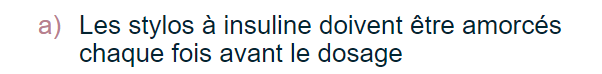 a) Les stylos à insuline doivent être amorcés
chaque fois avant le dosage